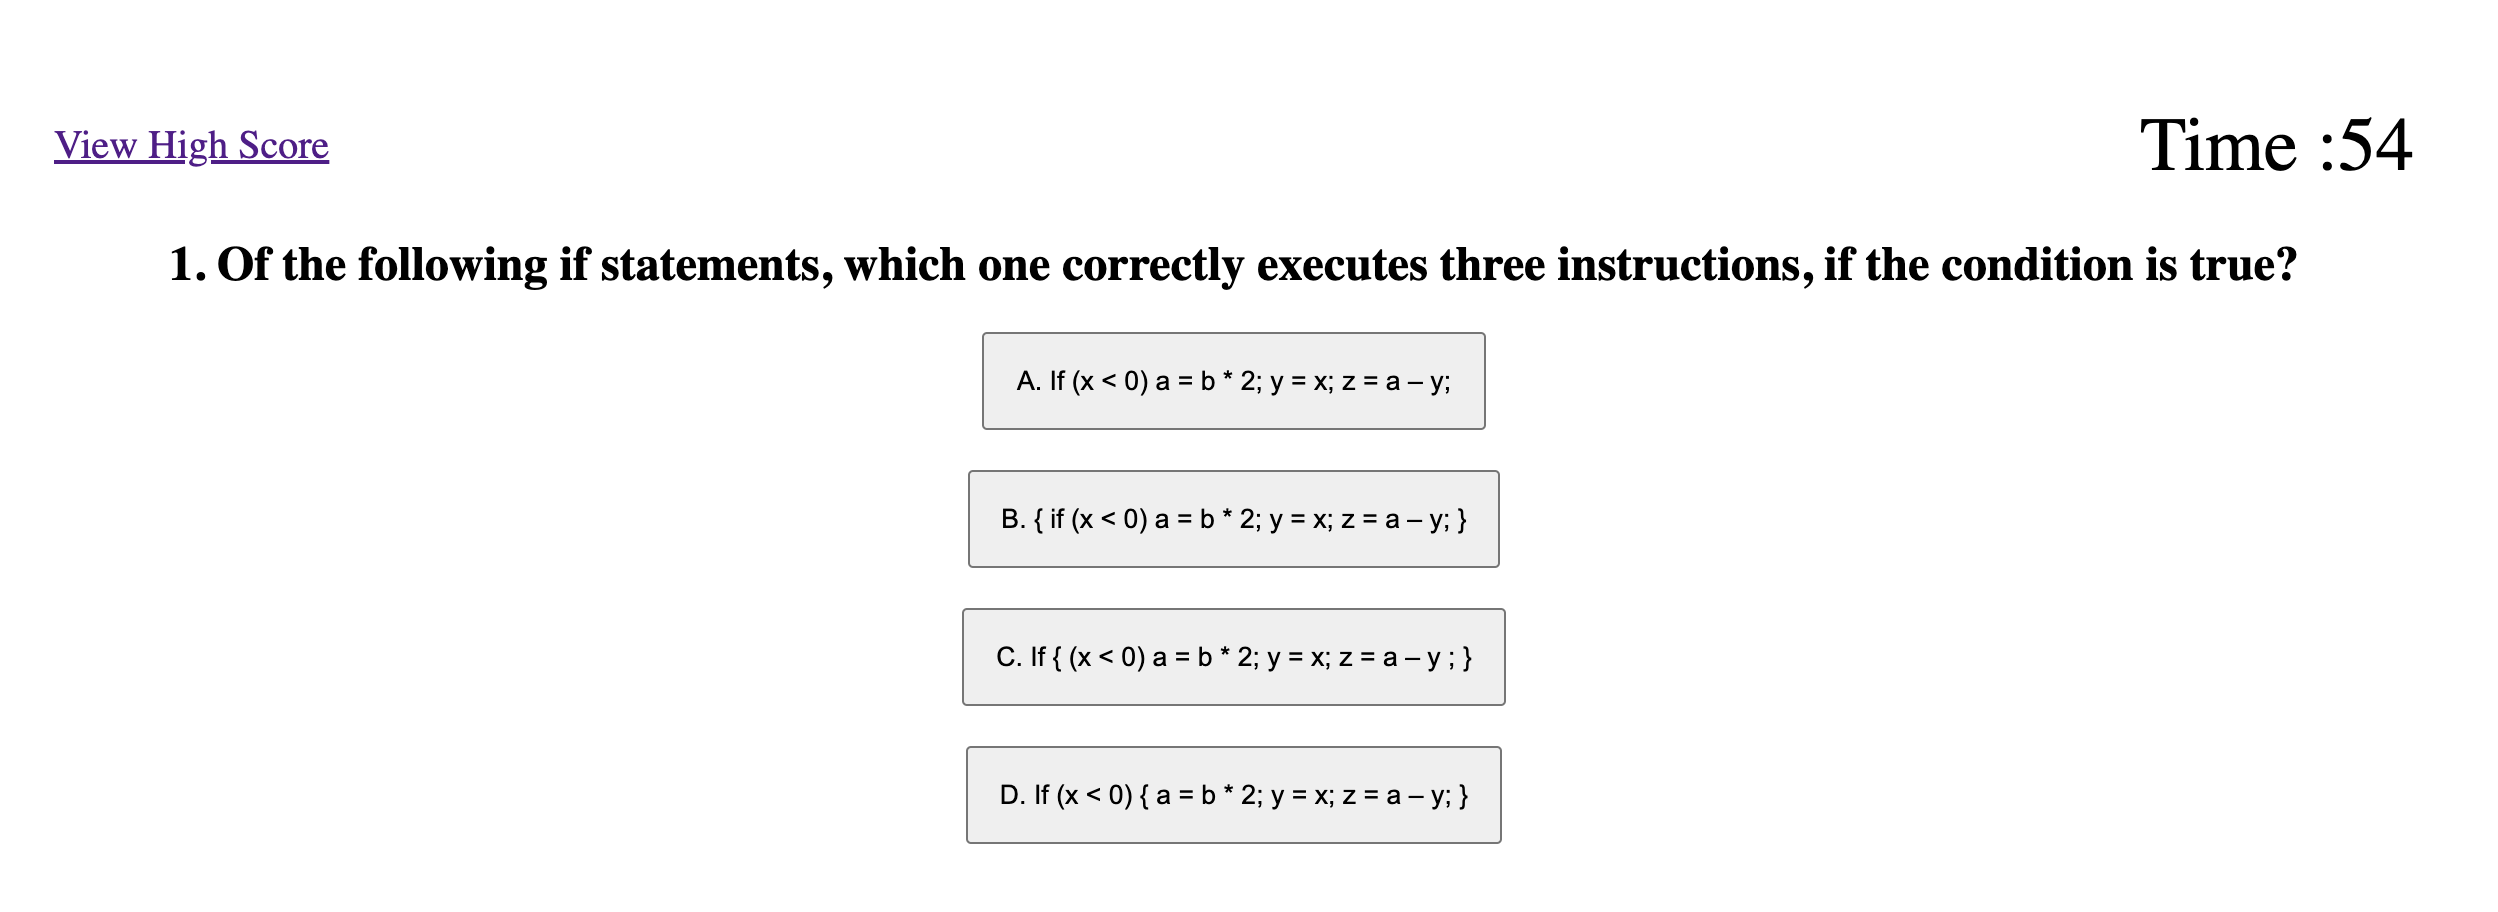 View High Score
Time :54
1. Of the following if statements, which one correctly executes three instructions, if the condition is true?
A. If (x < 0) a = b * 2; y = x; z = a – y;
B. { if (x < 0) a = b * 2; y = x; z = a – y; }
C. If { (x < 0) a = b * 2; y = x; z = a – y ; }
D. If (x < 0) { a = b * 2; y = x; z = a – y; }